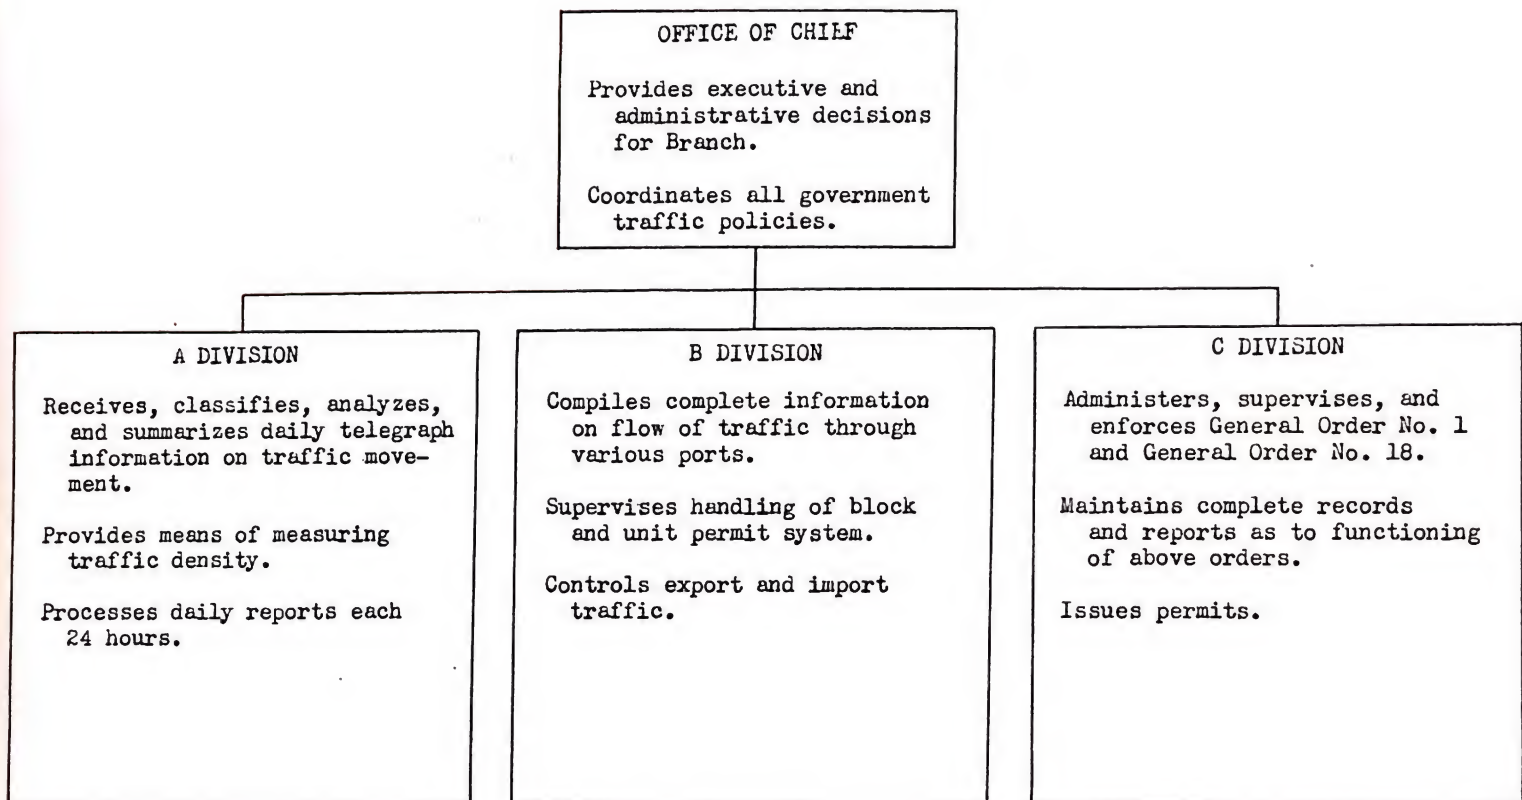 OFFICE OF CHIEF
Provides executive and
administrative decisions
for Branch.
Coordinates all government
traffic policies.
A DIVISION
Receives, classifies, analyzes,
and summarizes daily telegraph
information on traffic move-
ment.
Provides means of measuring
traffic density.
Processes daily reports each
24 hours.
B DIVISION
Compiles complete information
on flow of traffic through
various ports.
Supervises handling of block
and unit permit system.
Controls export and import
traffic.
C DIVISION
Administers, supervises, and
enforces General Order No. 1
and General Order No. 18.
Maintains complete records
and reports as to functioning
of above orders.
Issues permits.